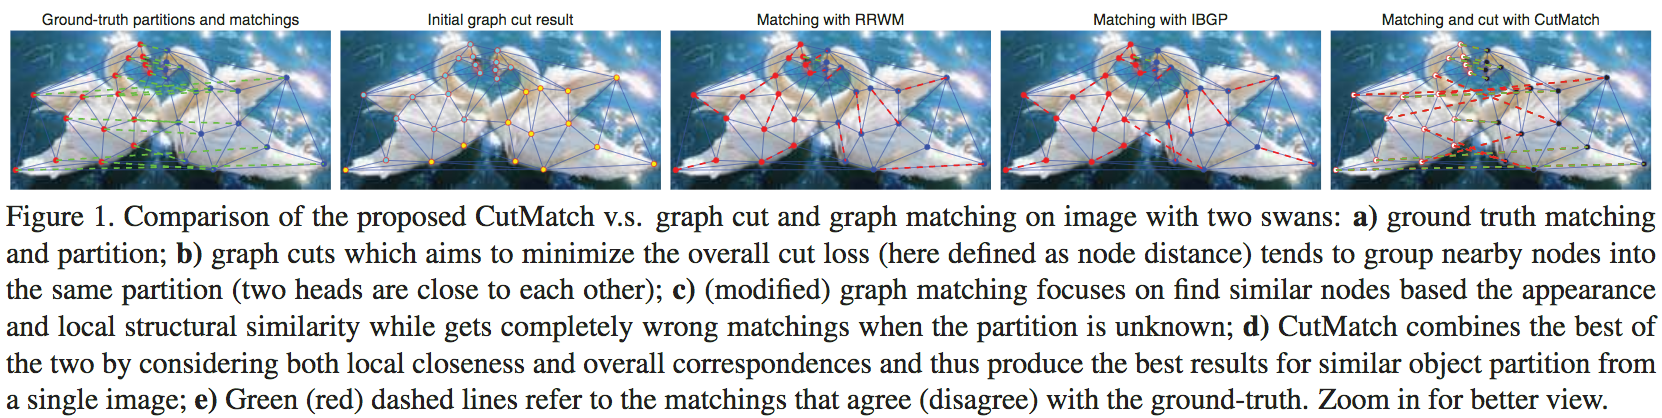 Ground-truth partitions and matchings
Initial graph cut result
Matching with RRWM
Matching with IBGP
Matching and cut with CutMatch
Figure 1. Comparison of the proposed CutMatch v.s. graph cut and graph matching on image with two swans: a) ground truth matching
and partition; b) graph cuts which aims to minimize the overall cut loss (here defined as node distance) tends to group nearby nodes into
the same partition (two heads are close to each other); c) (modified) graph matching focuses on find similar nodes based the appearance
and local structural similarity while gets completely wrong matchings when the partition is unknown; d) CutMatch combines the best of
the two by considering both local closeness and overall correspondences and thus produce the best results for similar object partition from
a single image; e) Green (red) dashed lines refer to the matchings that agree (disagree) with the ground-truth. Zoom in for better view.